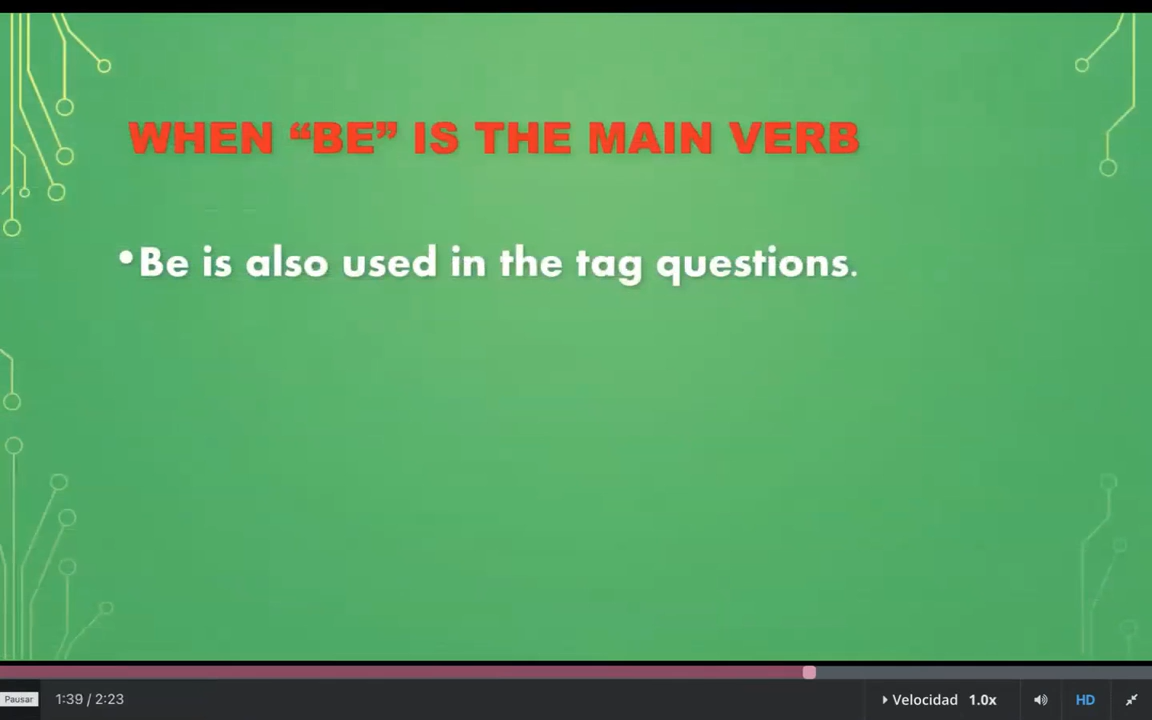 WHEN “BE” IS THE MAIN VERB
•Be is also used in the tag questions.
Pausar
1:39 / 2:23
Velocidad 1.0x
HD